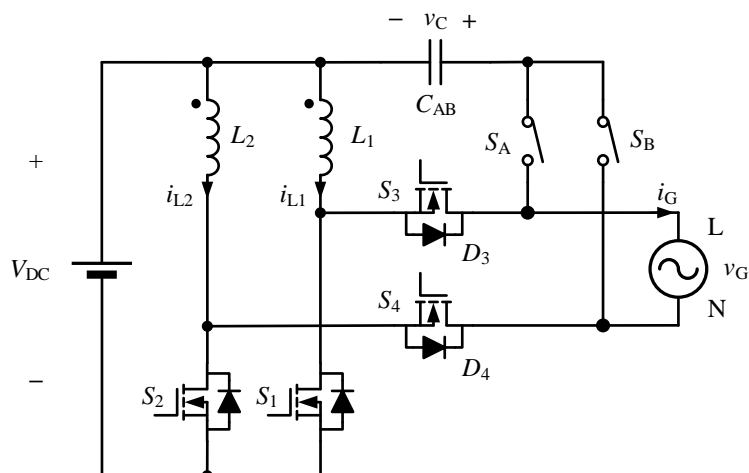 − vC +
CAB
L2
L1
SA
SB
+
iL2
iL1
S3
iG
L
D3
VDC
vG
S4
N
D4
−
S2
S1